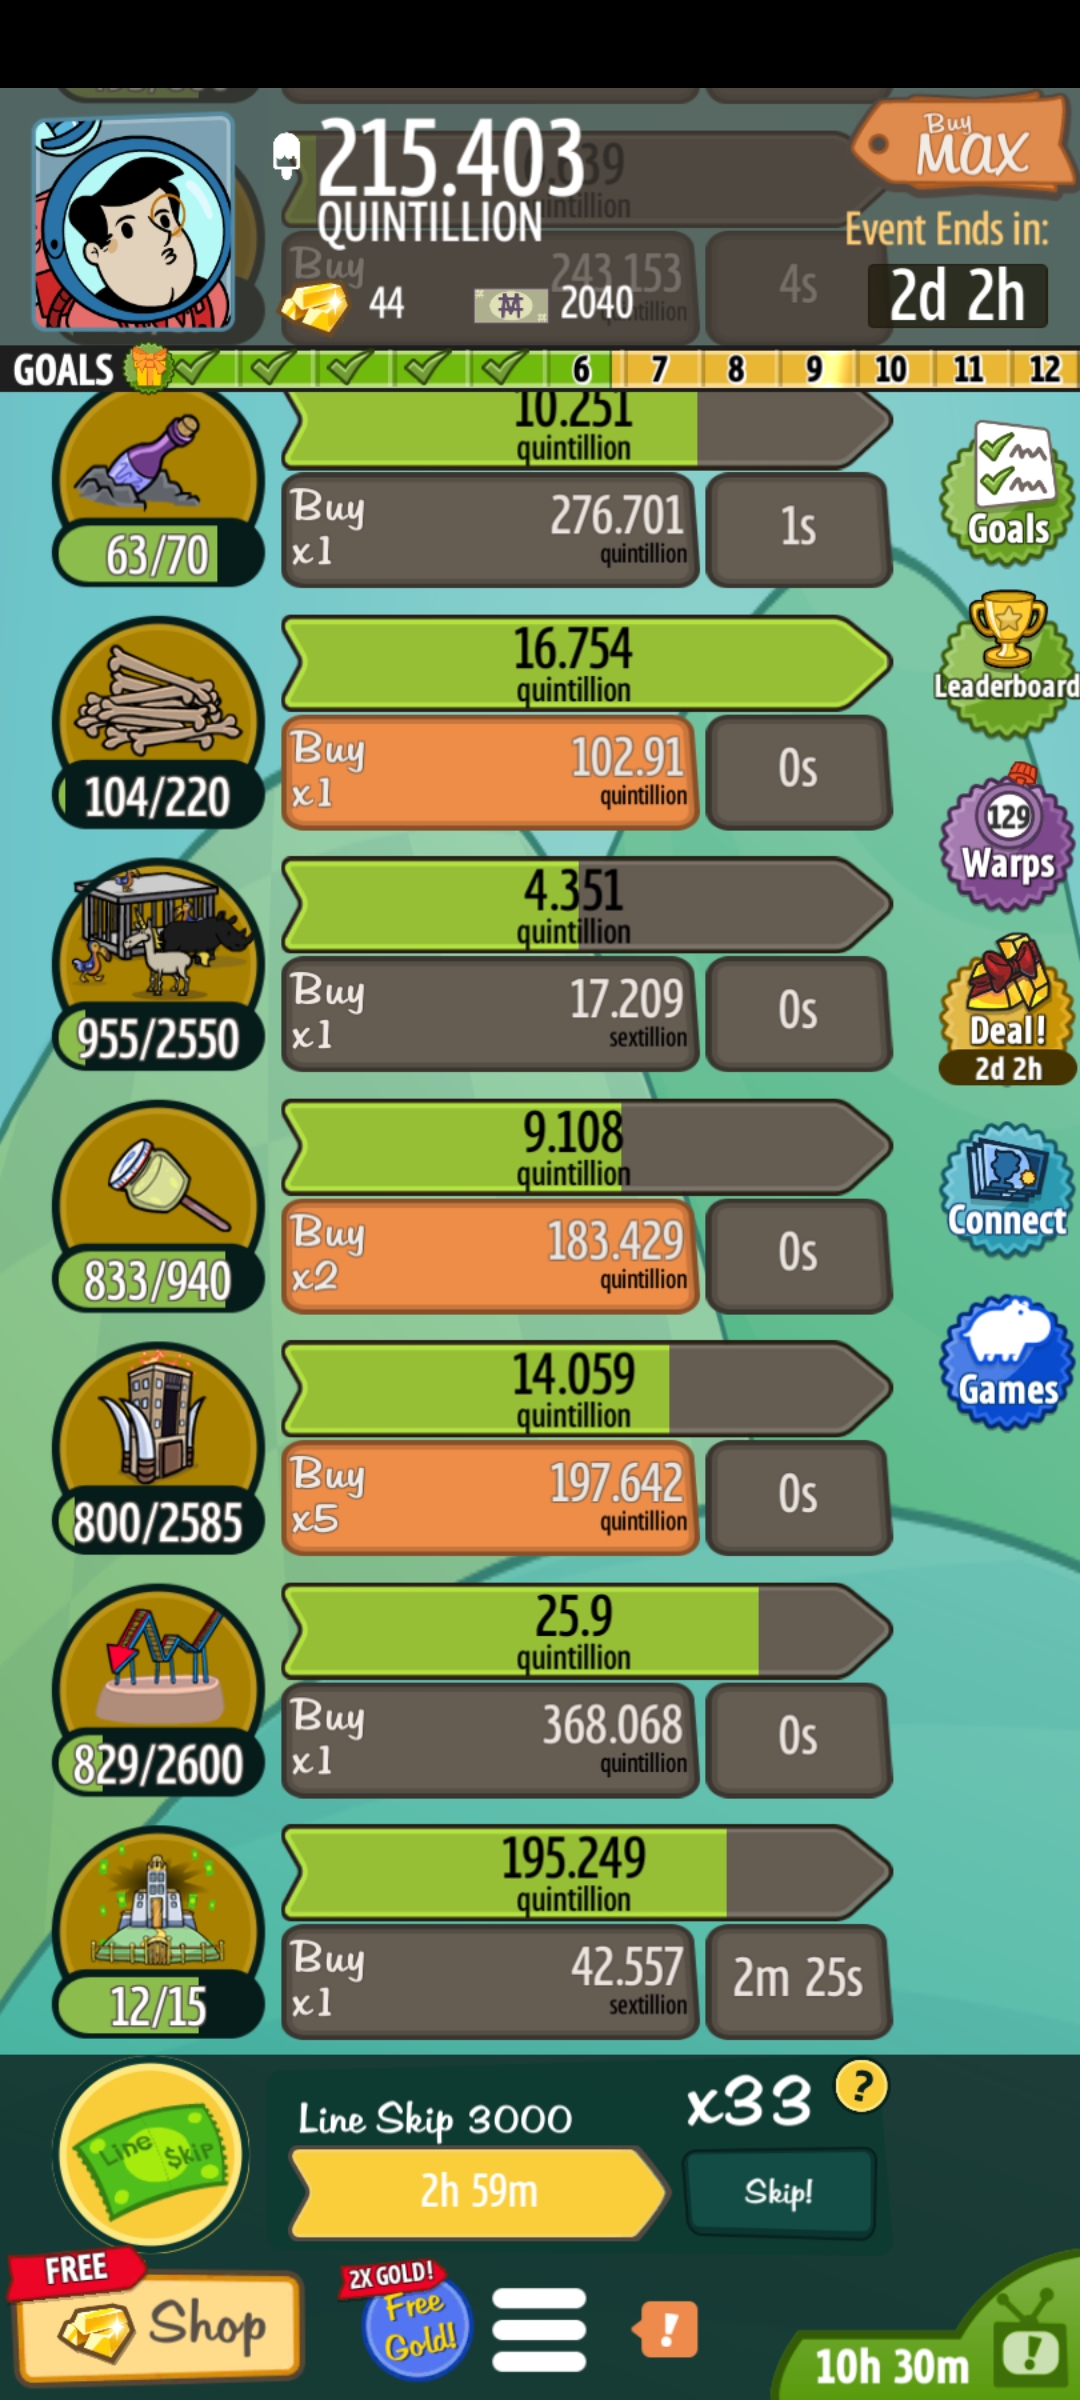 215.403
QUINTILLION
Buy
MAX
Event Ends in:
2d 2h
Buy
243.153
4s
44
2040
GOALS
6
7
8
9
10
11
12
10.251
quintillion
63/70
Buy
x1
276.701
quintillion
1s
Goals
16.754
quintillion
104/220
Buy
x1
102.91
quintillion
0s
Leaderboard
4.351
quintillion
955/2550
Buy
x1
17.209
sextillion
0s
129
Warps
Deal!
2d 2h
9.108
quintillion
833/940
Buy
x2
183.429
quintillion
0s
Connect
14.059
quintillion
800/2585
Buy
x5
197.642
quintillion
0s
Games
25.9
quintillion
829/2600
Buy
x1
368.068
quintillion
0s
195.249
quintillion
12/15
Buy
x1
42.557
sextillion
2m 25s
Line $kip
Line Skip 3000
x33
?
2h 59m
Skip!
FREE
Shop
2X GOLD!
Free
Gold!
!
10h 30m
!